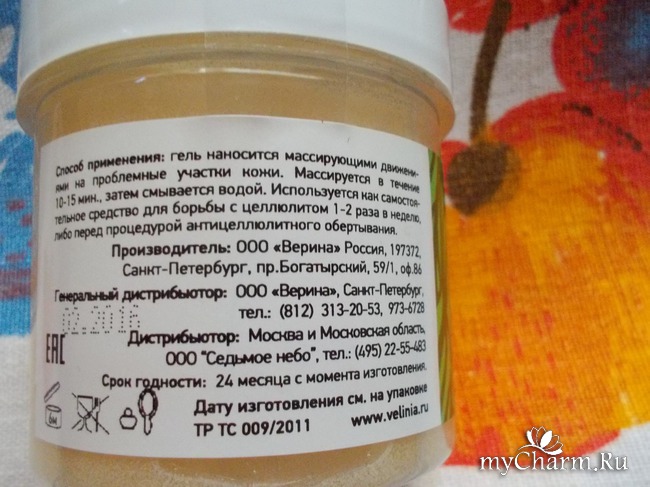 Способ применения: гель наносится массирующими движени-
ями на проблемные участки кожи. Массируется в течение
10-15 мин., затем смывается водой. Используется как самостоя-
тельное средство для борьбы с целлюлитом 1-2 раза в неделю,
либо перед процедурой антицеллюлитного обертывания.
Производитель: ООО «Верина» Россия, 197372,
Санкт-Петербург, пр.Богатырский, 59/1, оф.86
Генеральный дистрибьютор: ООО «Верина», Санкт-Петербург,
02.2016 тел.: (812) 313-20-53, 973-6728
Дистрибьютор: Москва и Московская область,
EAC ООО "Седьмое небо", тел.: (495) 22-55-483
Срок годности: 24 месяца с момента изготовления.
6м Дату изготовления см. на упаковке
ТР ТС 009/2011 www.velinia.ru
myCharm.Ru